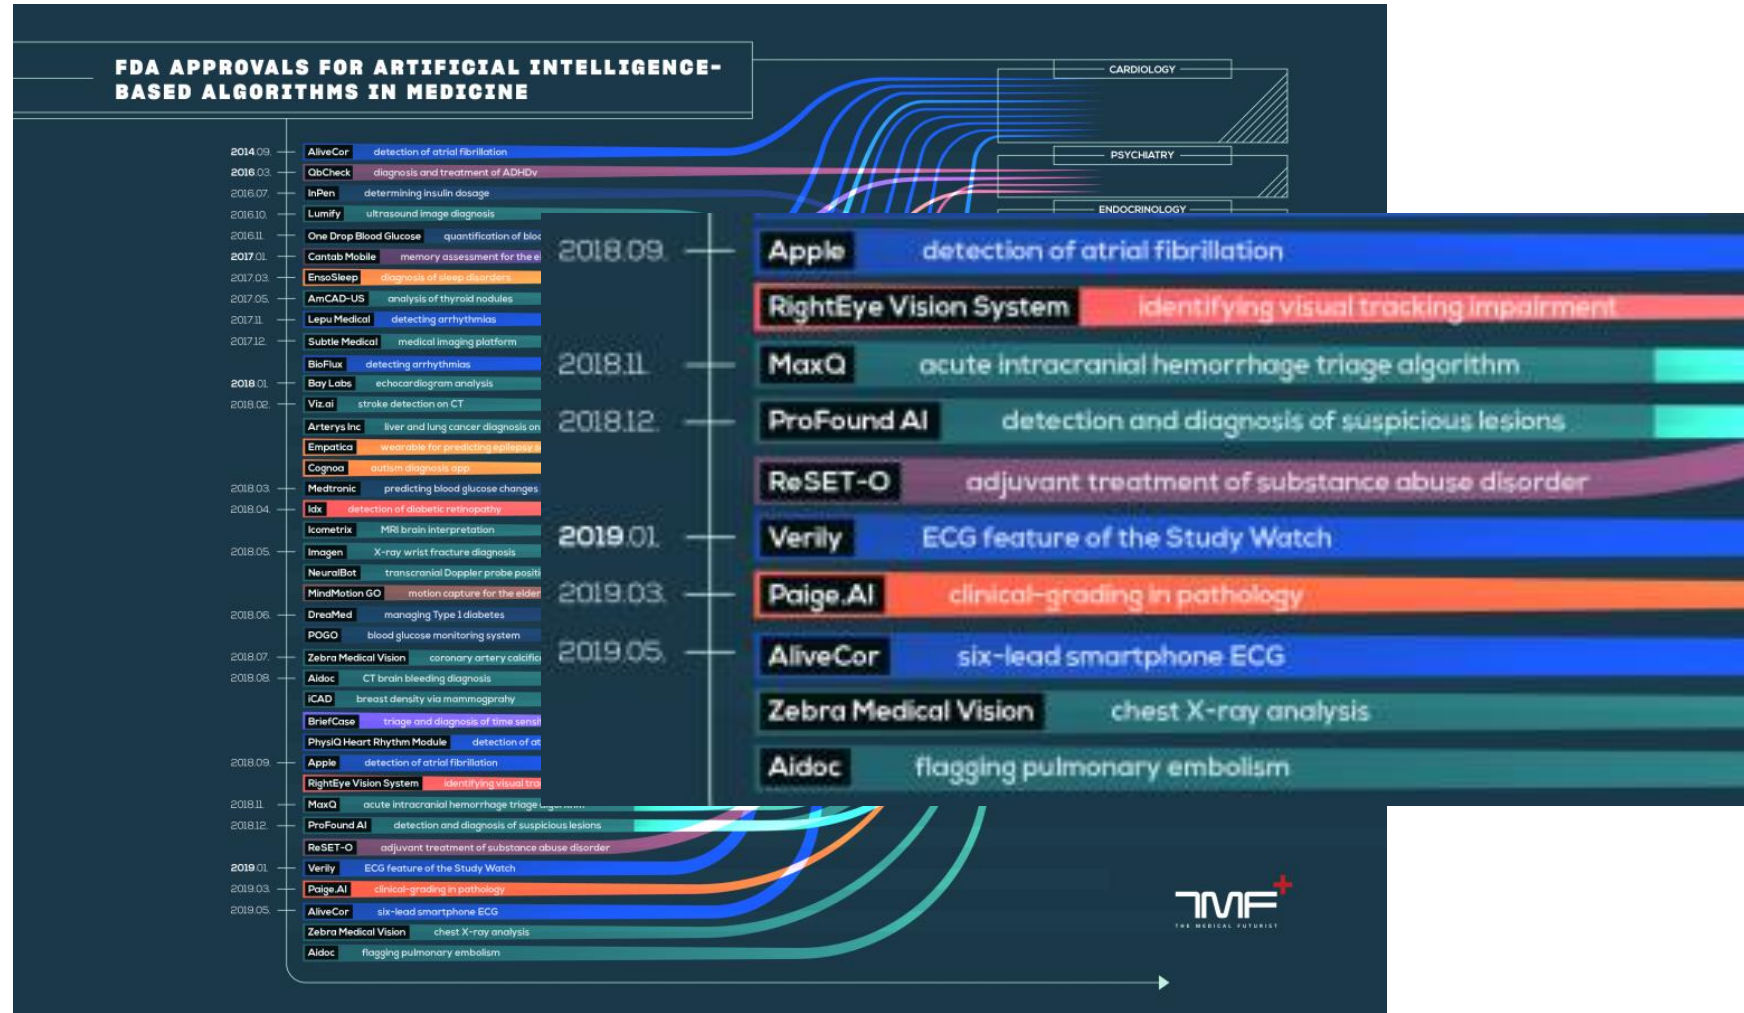 FDA APPROVALS FOR ARTIFICIAL INTELLIGENCE-
BASED ALGORITHMS IN MEDICINE
CARDIOLOGY
PSYCHIATRY
ENDOCRINOLOGY
2014.09. AliveCor detection of atrial fibrillation
2016.03. QbCheck diagnosis and treatment of ADHDv
2016.07. InPen determining insulin dosage
2016.10. Lumify ultrasound image diagnosis
2016.11. One Drop Blood Glucose quantification of bloo
2017.01. Cantab Mobile memory assessment for the el
2017.03. EnsoSleep diagnosis of sleep disorders
2017.05. AmCAD-US analysis of thyroid nodules
2017.11. Lepu Medical detecting arrhythmias
2017.12. Subtle Medical medical imaging platform
BioFlux detecting arrhythmias
2018.01. Bay Labs echocardiogram analysis
2018.02. Viz.ai stroke detection on CT
Arterys Inc liver and lung cancer diagnosis on
Empatica wearable for predicting epilepsy s
Cognoa autism diagnosis app
2018.03. Medtronic predicting blood glucose changes
2018.04. Idx detection of diabetic retinopathy
Icometrix MRI brain interpretation
2018.05. Imagen X-ray wrist fracture diagnosis
NeuralBot transcranial Doppler probe positi
MindMotion GO motion capture for the elder
2018.06. DreaMed managing Type 1 diabetes
POGO blood glucose monitoring system
2018.07. Zebra Medical Vision coronary artery calcific
2018.08. Aidoc CT brain bleeding diagnosis
iCAD breast density via mammogprahy
BriefCase triage and diagnosis of time sensit
PhysiQ Heart Rhythm Module detection of at
2018.09. Apple detection of atrial fibrillation
RightEye Vision System identifying visual tra
2018.11. MaxQ acute intracranial hemorrhage triage algorithm
2018.12. ProFound AI detection and diagnosis of suspicious lesions
ReSET-O adjuvant treatment of substance abuse disorder
2019.01. Verily ECG feature of the Study Watch
2019.03. Paige.AI clinical-grading in pathology
2019.05. AliveCor six-lead smartphone ECG
Zebra Medical Vision chest X-ray analysis
Aidoc flagging pulmonary embolism
2018.09. Apple detection of atrial fibrillation
RightEye Vision System identifying visual tracking impairment
2018.11. MaxQ acute intracranial hemorrhage triage algorithm
2018.12. ProFound AI detection and diagnosis of suspicious lesions
ReSET-O adjuvant treatment of substance abuse disorder
2019.01. Verily ECG feature of the Study Watch
2019.03. Paige.AI clinical-grading in pathology
2019.05. AliveCor six-lead smartphone ECG
Zebra Medical Vision chest X-ray analysis
Aidoc flagging pulmonary embolism
TMF+
THE MEDICAL FUTURIST